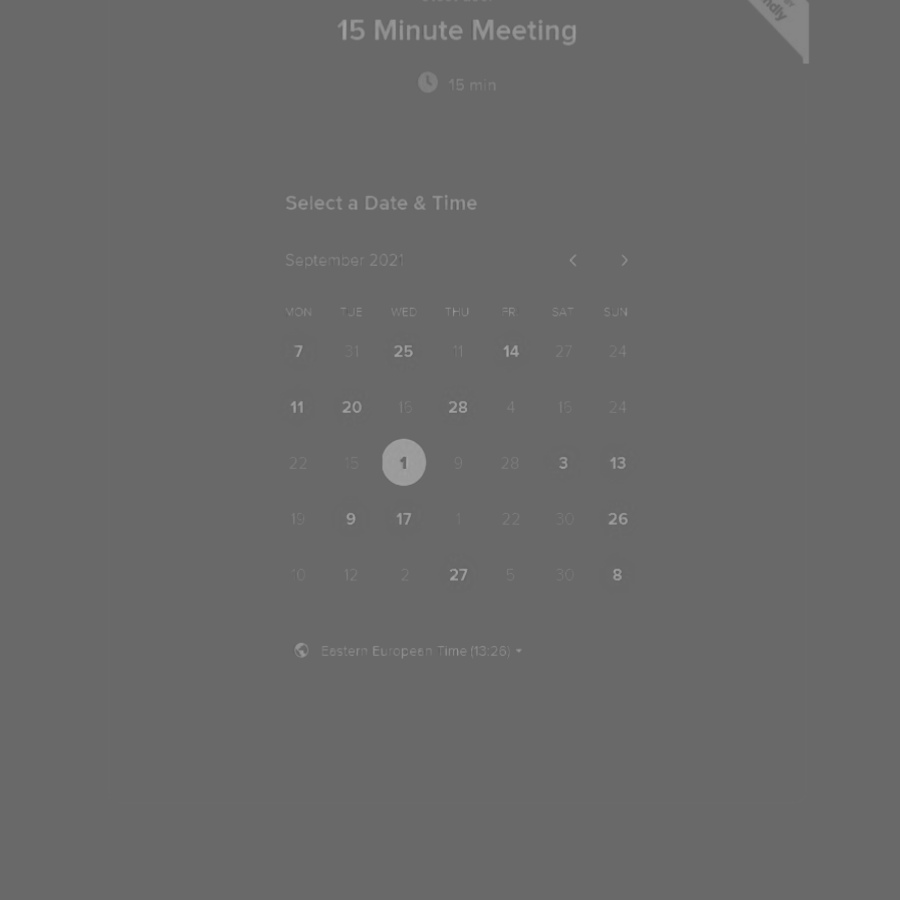 15 Minute Meeting
15 min
Select a Date & Time
September 2021
MON TUE WED THU FRI SAT SUN
7 31 25 11 14 27 24
11 20 15 28 4 15 24
22 15 1 9 28 3 13
19 9 17 1 22 30 26
10 12 2 27 5 30 8
Eastern European Time (13:26)